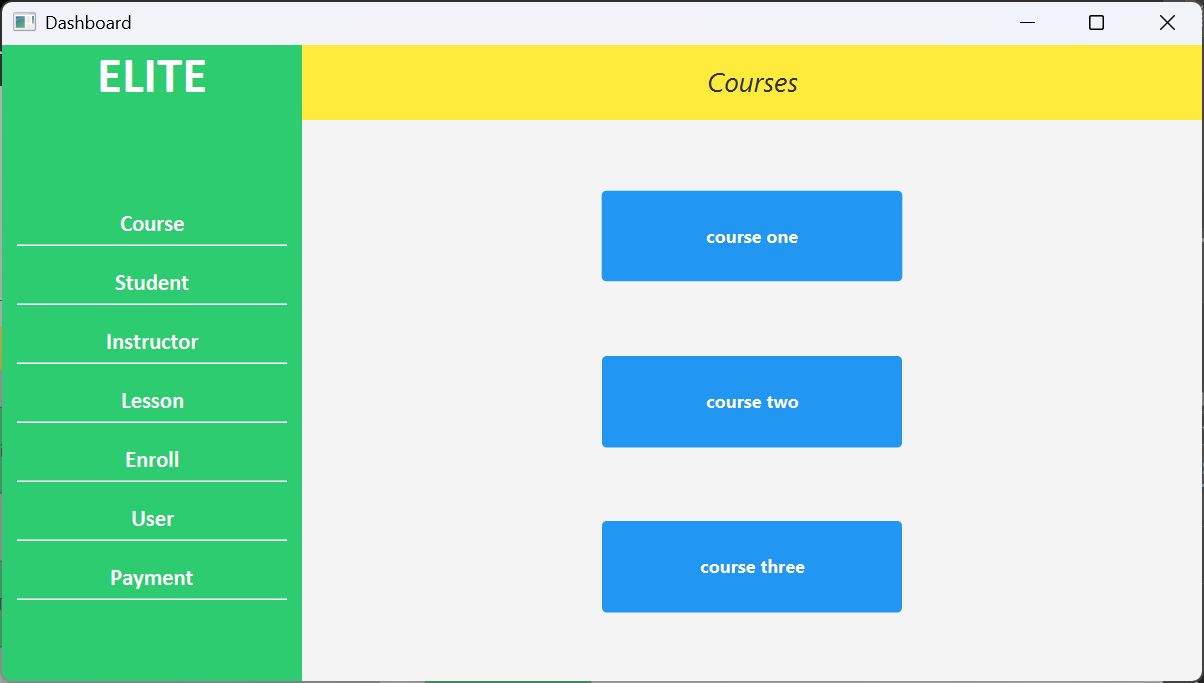 Dashboard
ELITE
Course
Student
Instructor
Lesson
Enroll
User
Payment
Courses
course one
course two
course three